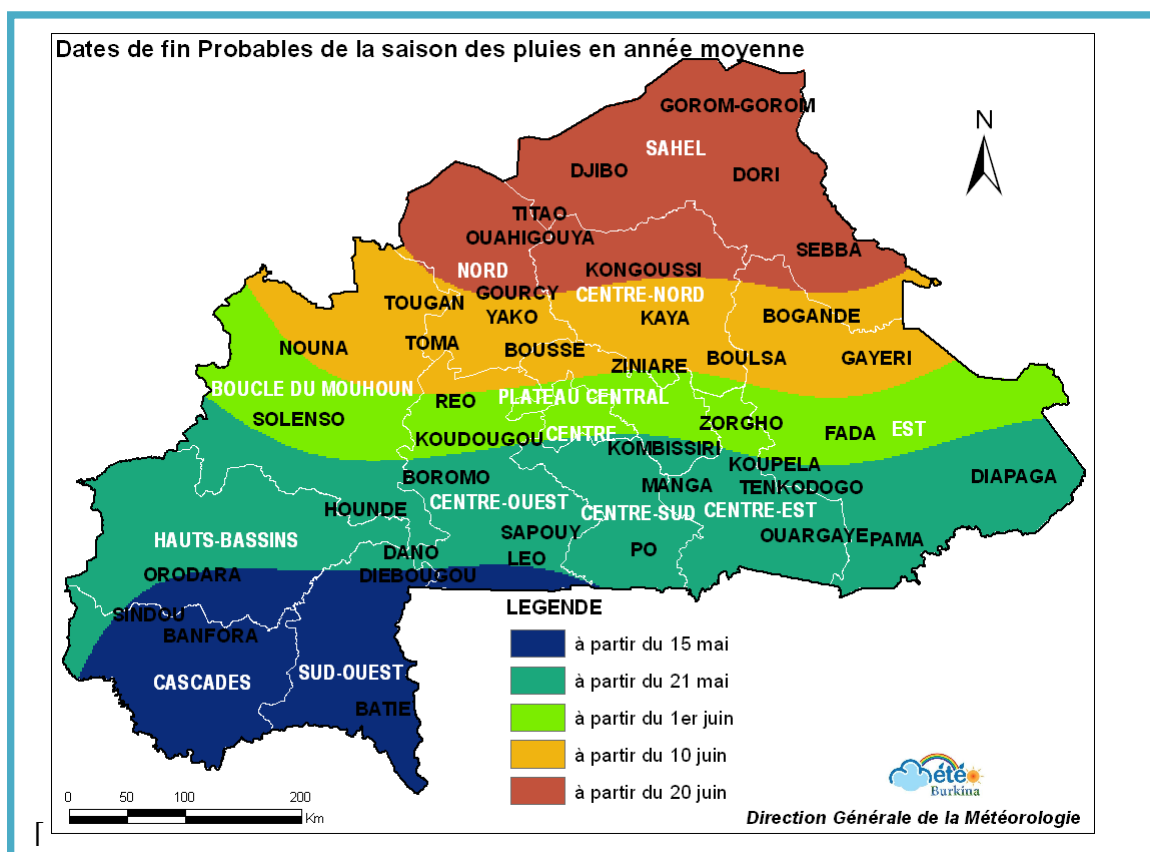 Dates de fin Probables de la saison des pluies en année moyenne
GOROM-GOROM
N
SAHEL
DJIBO
DORI
TITAO
OUAHIGOUYA
SEBBA
NORD
KONGOUSSI
GOURCY
CENTRE-NORD
TOUGAN
YAKO
KAYA
BOGANDE
NOUNA
TOMA
BOUSSE
ZINIARE
BOULSA
GAYERI
BOUCLE DU MOUHOUN
REO
PLATEAU CENTRAL
SOLENSO
KOUDOUGOU
CENTRE
ZORGHO
FADA
EST
KOMBISSIRI
KOUPELA
BOROMO
MANGA
TENKODOGO
DIAPAGA
CENTRE-OUEST
HOUNDE
CENTRE-SUD
CENTRE-EST
HAUTS-BASSINS
SAPOUY
OUARGAYE
PAMA
DANO
LEO
PO
ORODARA
DIEBOUGOU
SINDOU
BANFORA
CASCADES
SUD-OUEST
BATIE
LEGENDE
à partir du 15 mai
à partir du 21 mai
à partir du 1er juin
à partir du 10 juin
à partir du 20 juin
0 50 100 200
Km
été
Burkina
Direction Générale de la Météorologie